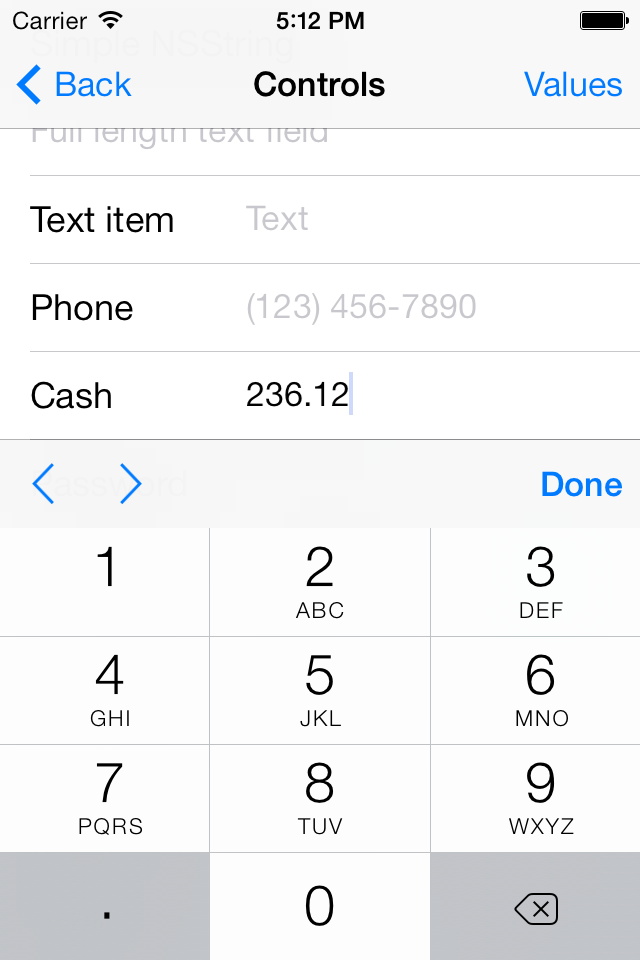 Carrier 5:12 PM
Simple NSString
Back Controls Values
Full length text field
Text item Text
Phone (123) 456-7890
Cash 236.12
Password Done
1 2 3
ABC DEF
4 5 6
GHI JKL MNO
7 8 9
PQRS TUV WXYZ
. 0